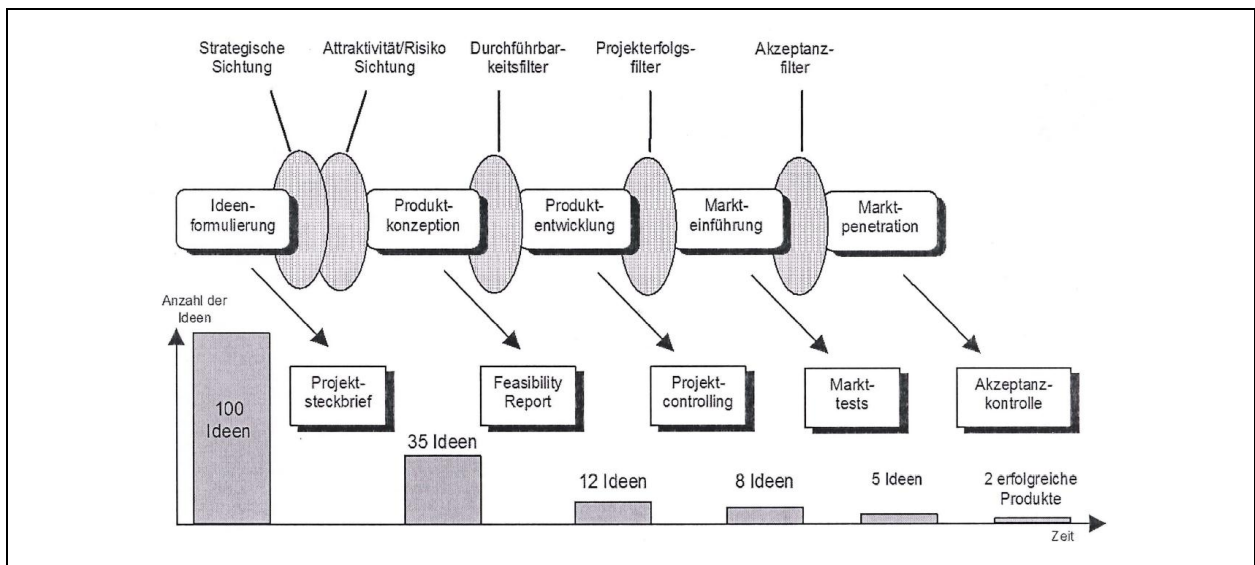 Strategische
Sichtung
Attraktivität/Risiko
Sichtung
Durchführbar-
keitsfilter
Projekterfolgs-
filter
Akzeptanz-
filter
Ideen-
formulierung
Produkt-
konzeption
Produkt-
entwicklung
Markt-
einführung
Markt-
penetration
Anzahl der
Ideen
Projekt-
steckbrief
Feasibility
Report
Projekt-
controlling
Markt-
tests
Akzeptanz-
kontrolle
100
Ideen
35 Ideen
12 Ideen
8 Ideen
5 Ideen
2 erfolgreiche
Produkte
Zeit